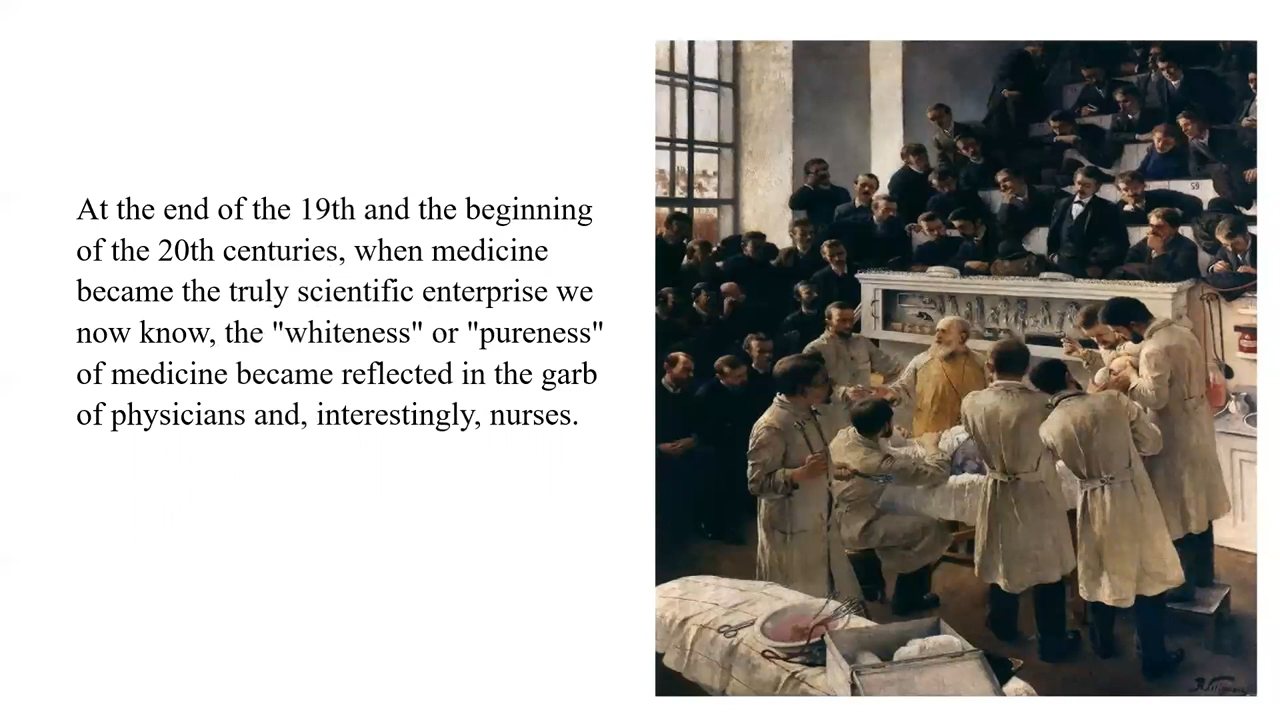 At the end of the 19th and the beginning
of the 20th centuries, when medicine
became the truly scientific enterprise we
now know, the "whiteness" or "pureness"
of medicine became reflected in the garb
of physicians and, interestingly, nurses.
59